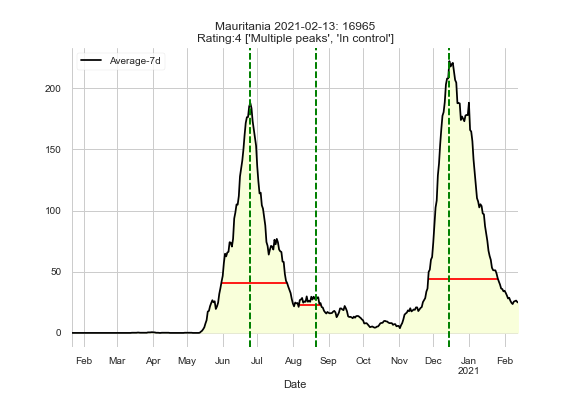 Mauritania 2021-02-13: 16965
Rating:4 ['Multiple peaks', 'In control']
Average-7d
200
150
100
50
0
Feb Mar Apr May Jun Jul Aug Sep Oct Nov Dec Jan Feb
2021
Date